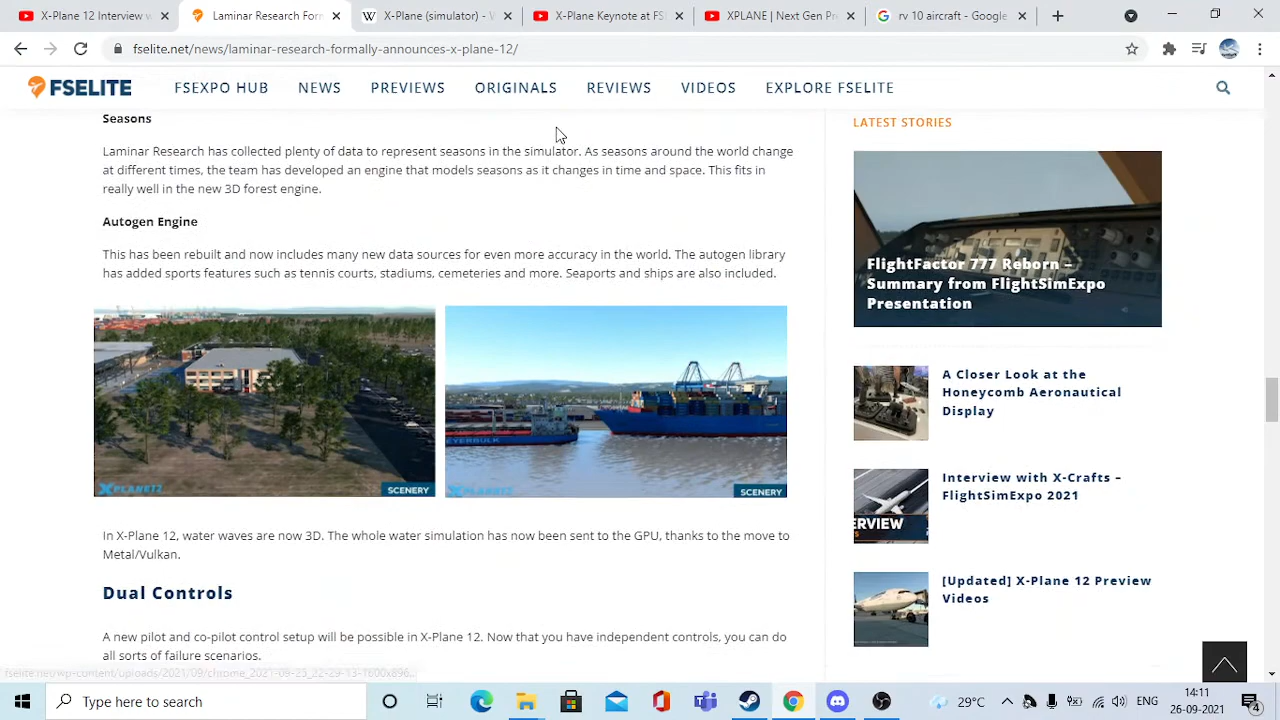 X-Plane (simulator) - W
X-Plane Keynote at FS
XPLANE | Next Gen Pr
rv 10 craft - Google
fselite.net/news/laminar-research-formally-announces-x-plane-12/
FSELITE
FSEXPO HUB NEWS PREVIEWS ORIGINALS REVIEWS VIDEOS EXPLORE FSELITE
Seasons
Laminar Research has collected plenty of data to represent seasons in the simulator. As seasons around the world change
at different times, the team has developed an engine that models seasons as it changes in time and space. This fits in
really well in the new 3D forest engine.
Autogen Engine
This has been rebuilt and now includes many new data sources for even more accuracy in the world. The autogen library
has added sports features such as tennis courts, stadiums, cemeteries and more. Seaports and ships are also included.
X PLANE12
SCENERY
X PLANE12
SCENERY
In X-Plane 12, water waves are now 3D. The whole water simulation has now been sent to the GPU, thanks to the move to
Metal/Vulkan.
Dual Controls
A new pilot and co-pilot control setup will be possible in X-Plane 12. Now that you have independent controls, you can do
all sorts of failure scenarios.
LATEST STORIES
FlightFactor 777 Reborn –
Summary from FlightSimExpo
Presentation
A Closer Look at the
Honeycomb Aeronautical
Display
Interview with X-Crafts –
FlightSimExpo 2021
ERVIEW
[Updated] X-Plane 12 Preview
Videos
fselite.net/wp-content/uploads/2021/09/chrome_2021-09-25_22-29-13-1600x896...
Type here to search
29°C
ENG
14:11
26-09-2021